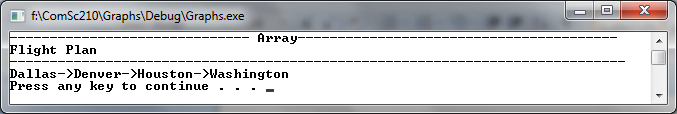 f:\ComSc210\Graphs\Debug\Graphs.exe
------------------------------ Array----------------------------------------
Flight Plan
-----------------------------------------------------------------------------
Dallas->Denver->Houston->Washington
Press any key to continue . . . _